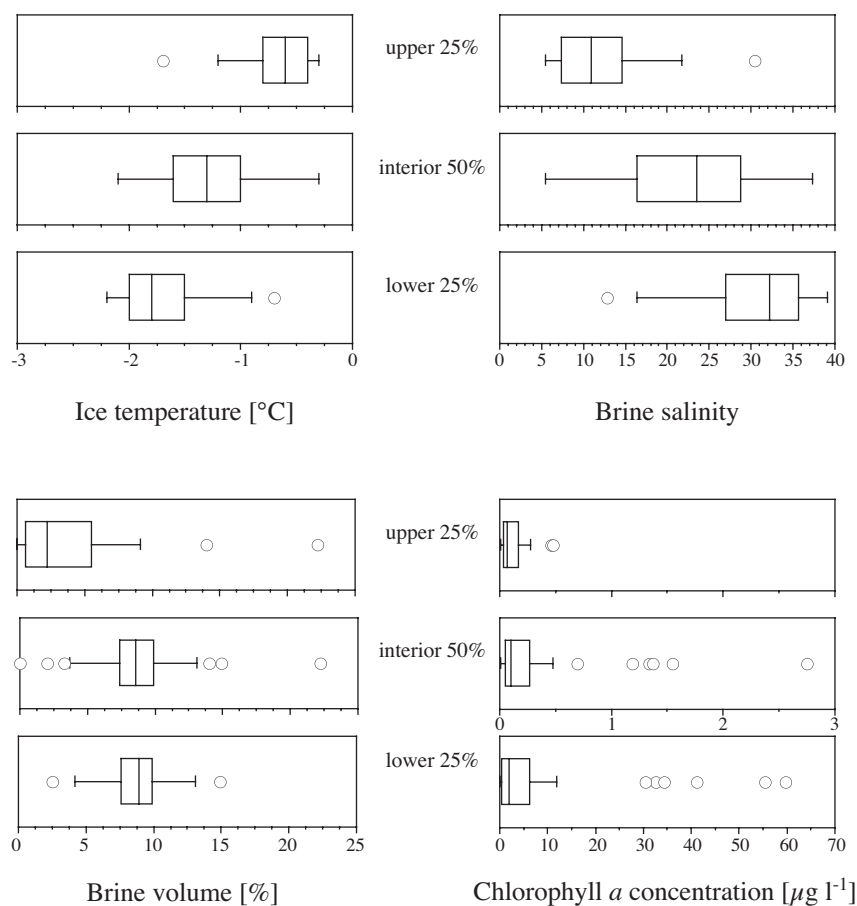 upper 25%
interior 50%
lower 25%
-3 -2 -1 0
0 5 10 15 20 25 30 35 40
Ice temperature [°C]
Brine salinity
upper 25%
interior 50%
0 1 2 3
lower 25%
0 5 10 15 20 25
0 10 20 30 40 50 60 70
Brine volume [%]
Chlorophyll a concentration [µg l-1]